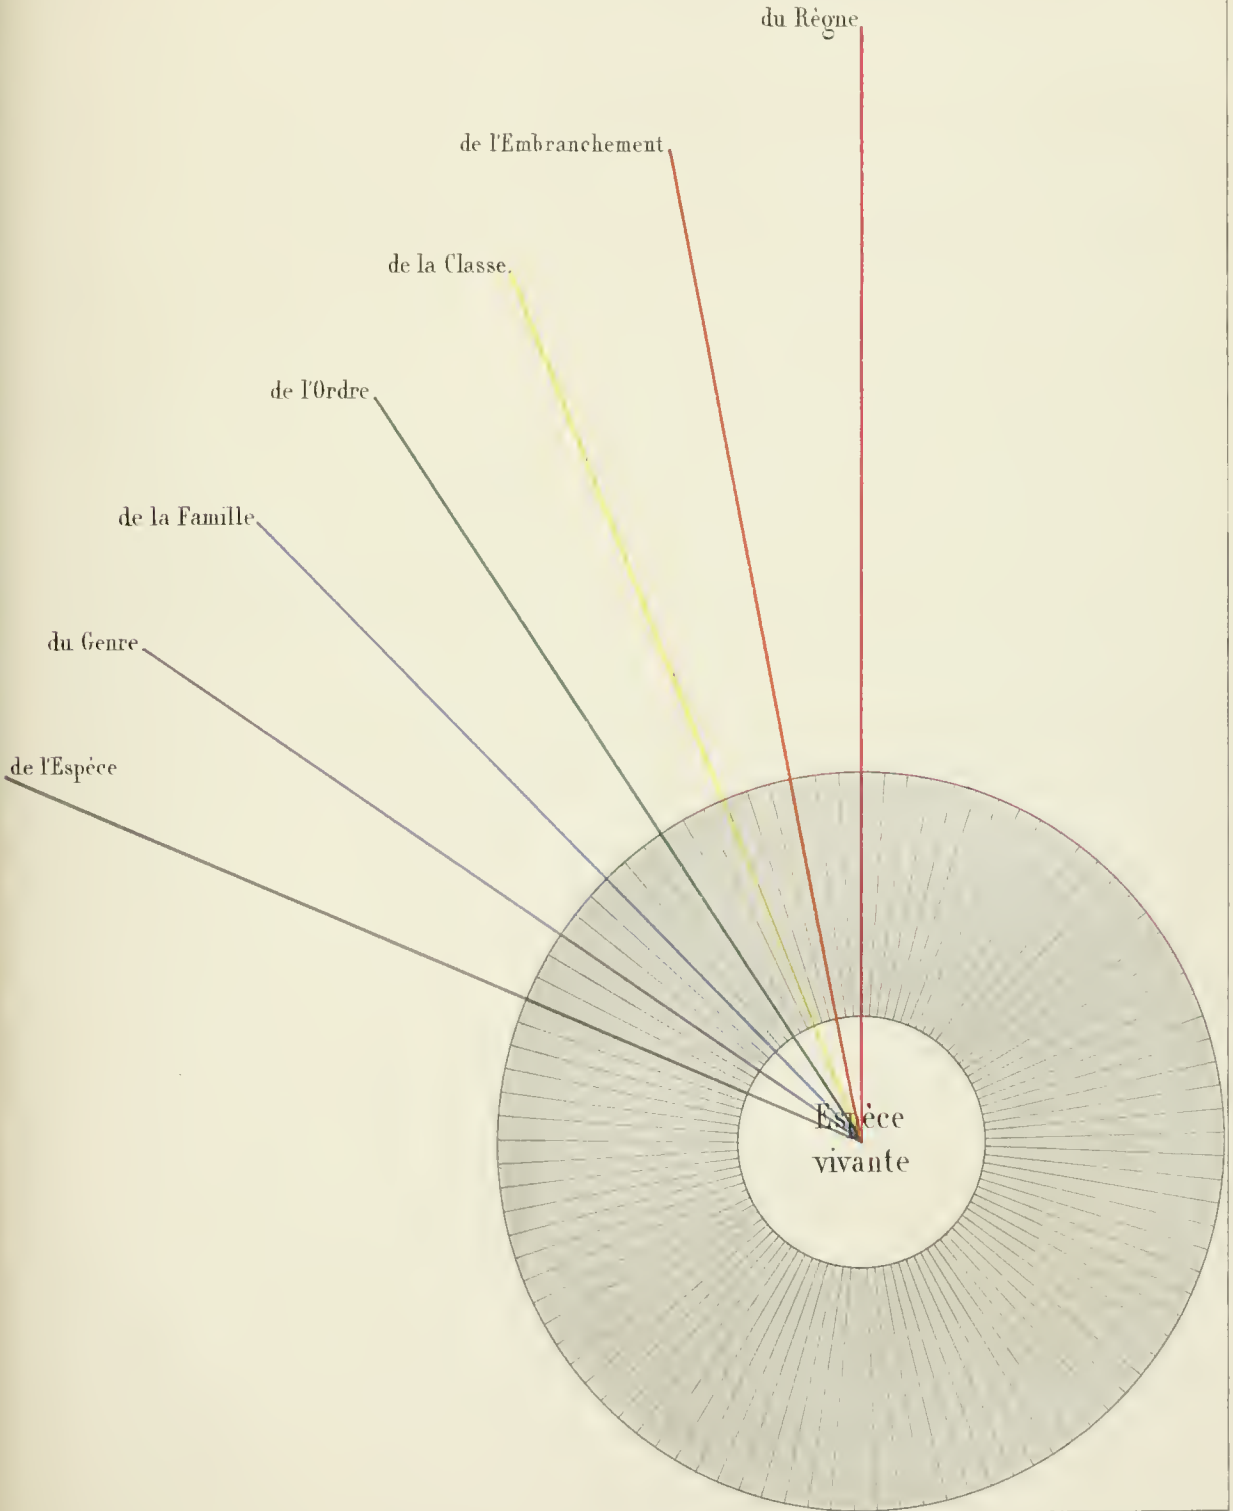 du Règne
de l'Embranchement
de la Classe.
de l'Ordre
de la Famille
du Genre
de l'Espèce
Espèce
vivante